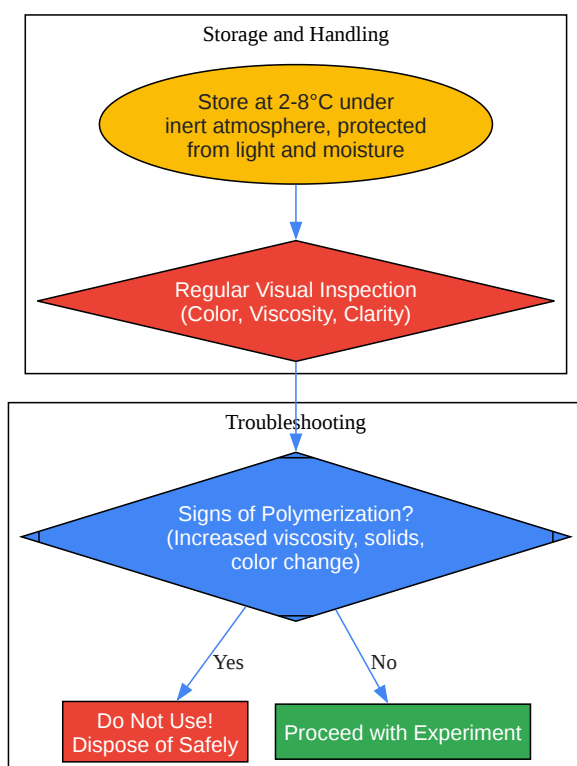 Storage and Handling
Store at 2-8°C under
inert atmosphere, protected
from light and moisture
Regular Visual Inspection
(Color, Viscosity, Clarity)
Troubleshooting
Signs of Polymerization?
(Increased viscosity, solids,
color change)
Yes
No
Do Not Use!
Dispose of Safely
Proceed with Experiment